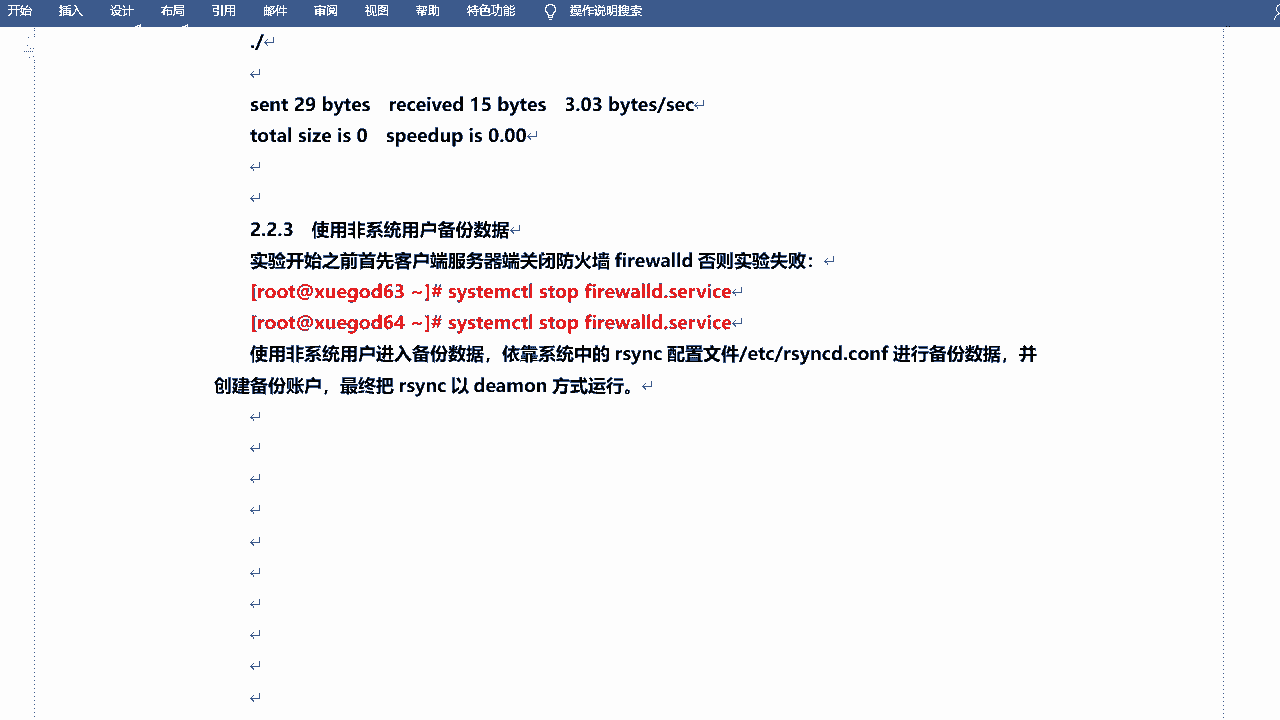 开始 插入 设计 布局 引用 邮件 审阅 视图 帮助 特色功能 操作说明搜索
./
sent 29 bytes received 15 bytes 3.03 bytes/sec
total size is 0 speedup is 0.00
2.2.3 使用非系统用户备份数据
实验开始之前首先客户端服务器端关闭防火墙 firewalld 否则实验失败：
[root@xuegod63 ~]# systemctl stop firewalld.service
[root@xuegod64 ~]# systemctl stop firewalld.service
使用非系统用户进入备份数据，依靠系统中的 rsync 配置文件/etc/rsyncd.conf 进行备份数据，并
创建备份账户，最终把 rsync 以 deamon 方式运行。